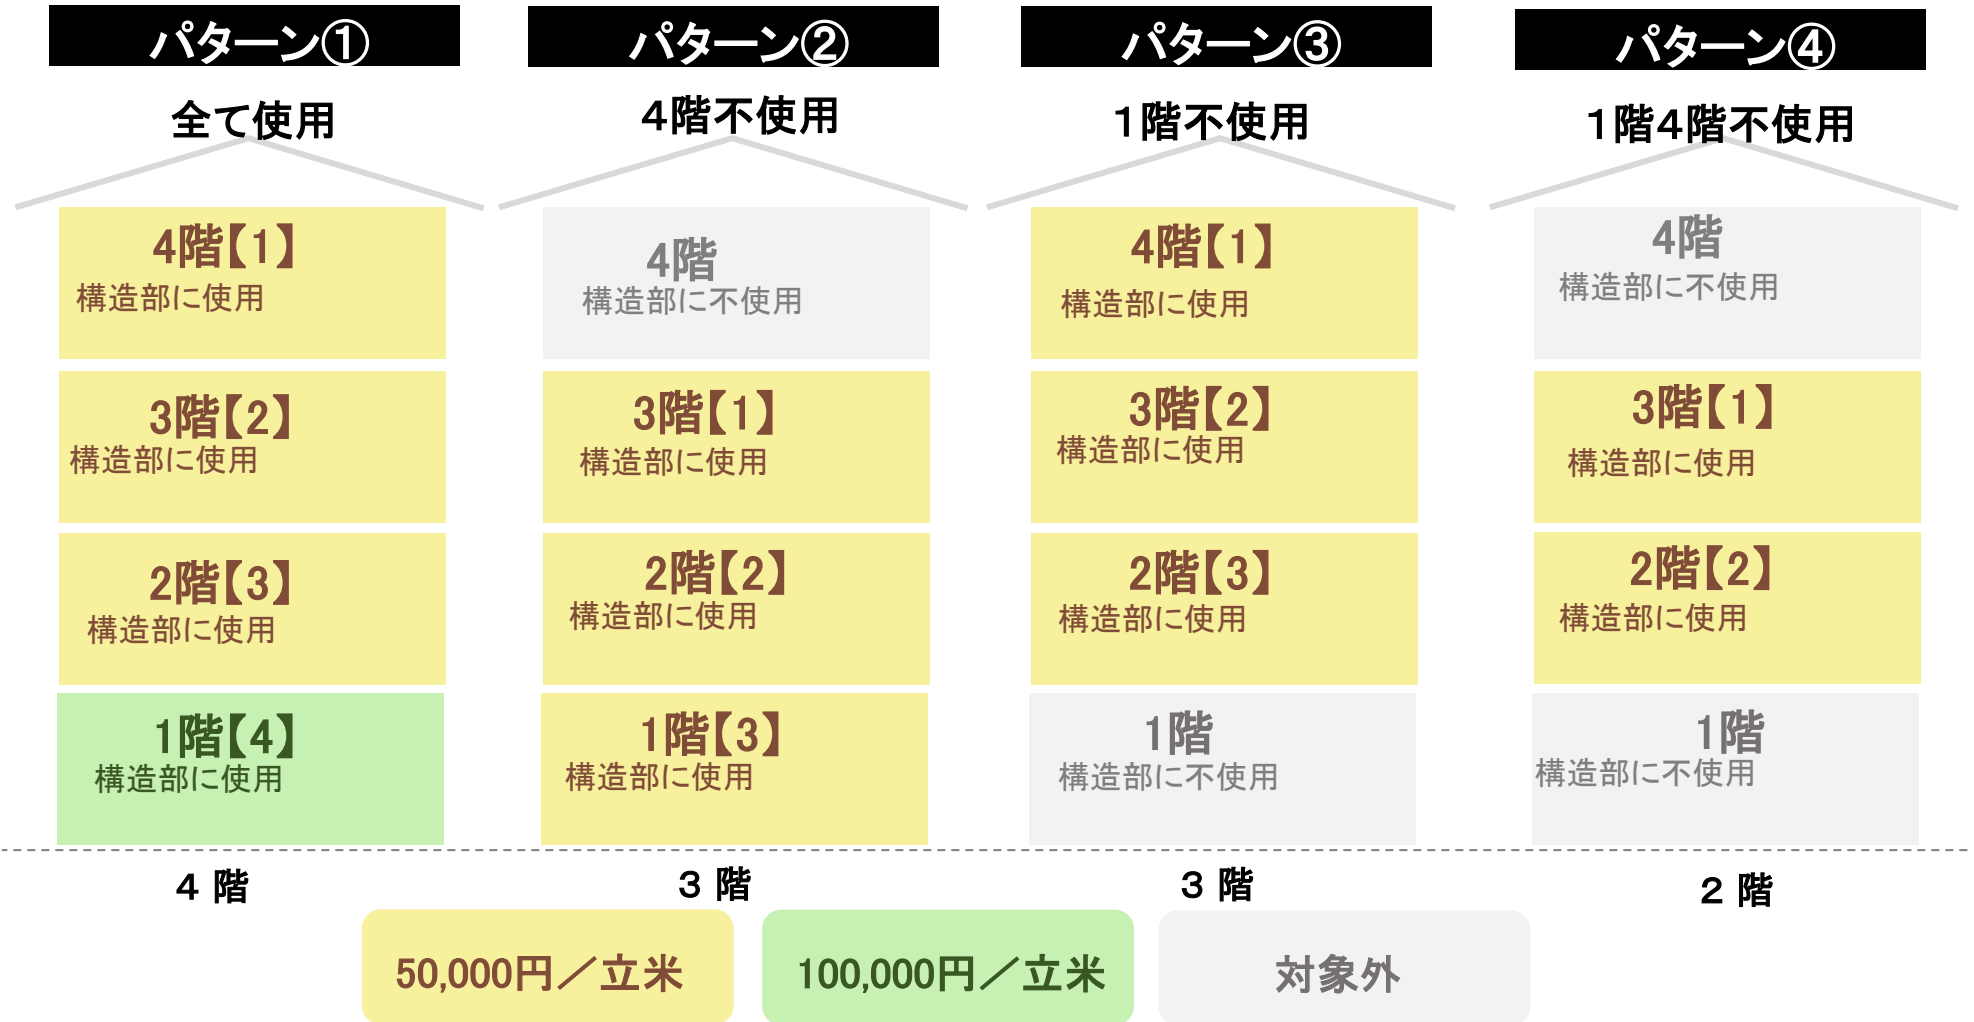 パターン①
全て使用
4階【1】
構造部に使用
3階【2】
構造部に使用
2階【3】
構造部に使用
1階【4】
構造部に使用
４ 階
パターン②
４階不使用
4階
構造部に不使用
3階【1】
構造部に使用
2階【2】
構造部に使用
1階【3】
構造部に使用
３ 階
パターン③
１階不使用
4階【1】
構造部に使用
3階【2】
構造部に使用
2階【3】
構造部に使用
1階
構造部に不使用
３ 階
パターン④
１階４階不使用
4階
構造部に不使用
3階【1】
構造部に使用
2階【2】
構造部に使用
1階
構造部に不使用
２ 階
50,000円／立米
100,000円／立米
対象外